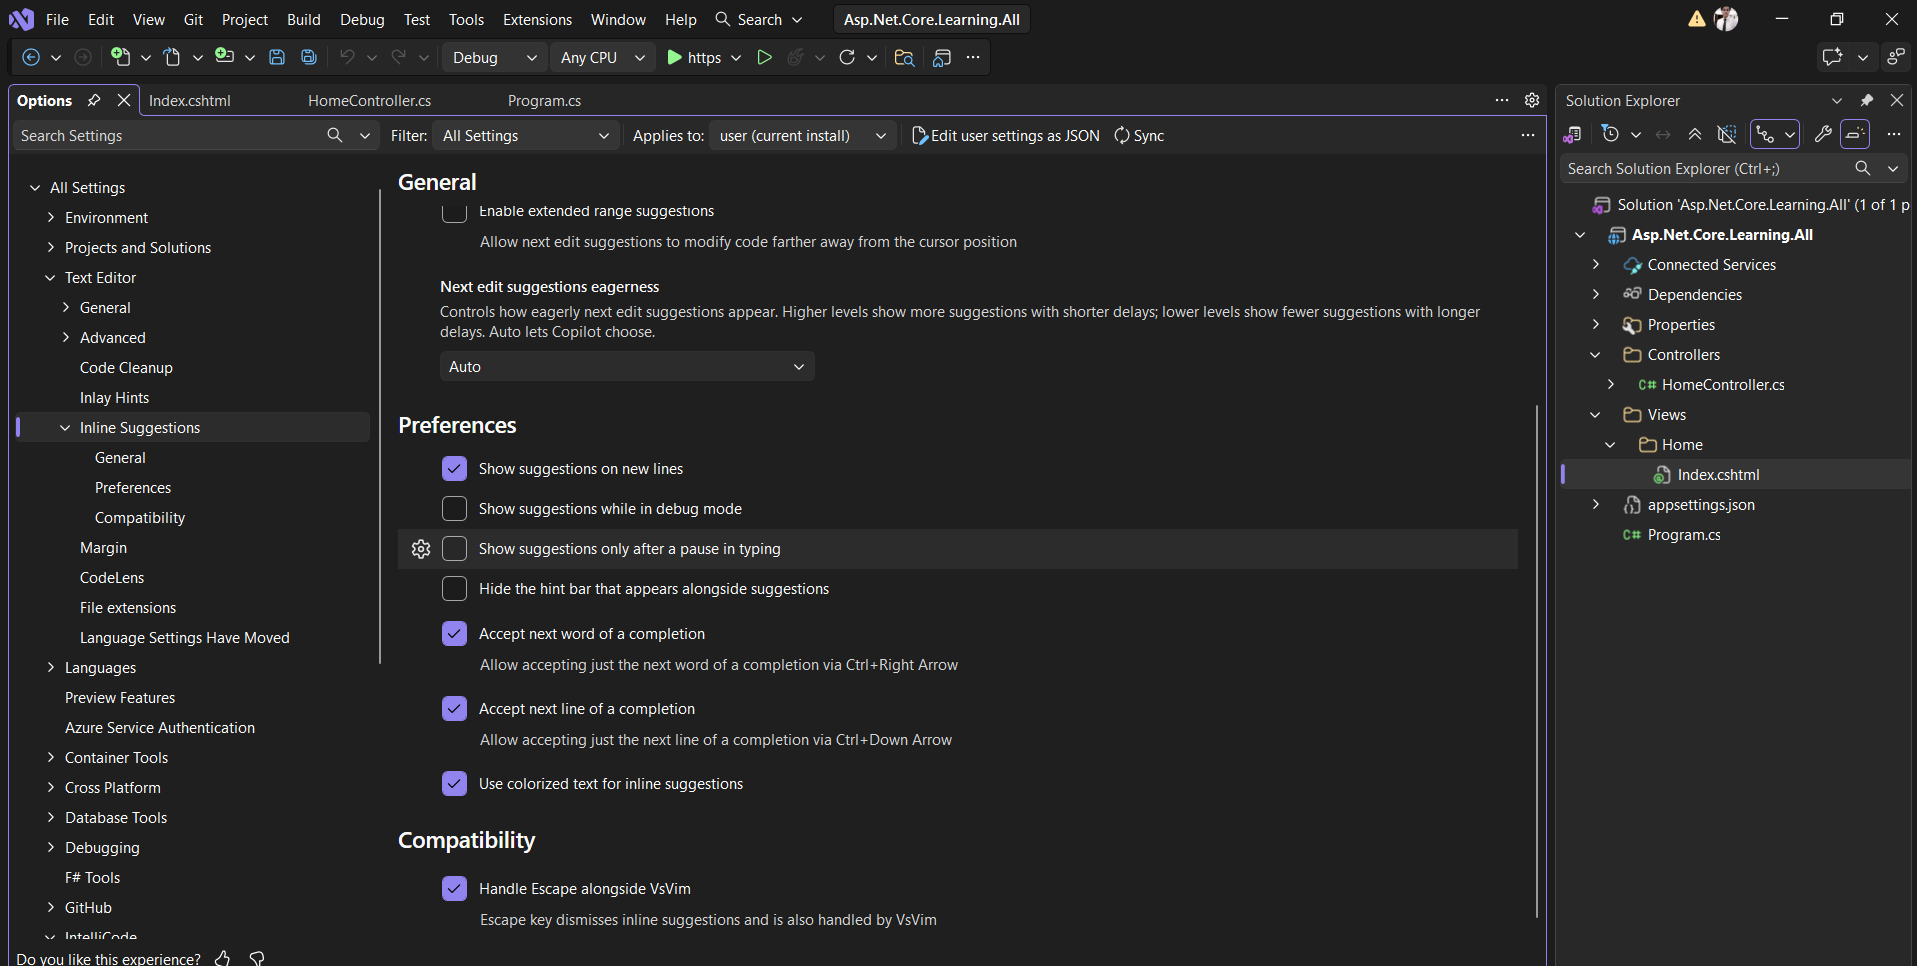 File Edit View Git Project Build Debug Test Tools Extensions Window Help Search Asp.Net.Core.Learning.All
Debug Any CPU https
Options Index.cshtml HomeController.cs Program.cs
Search Settings Filter: All Settings Applies to: user (current install) Edit user settings as JSON Sync
All Settings
Environment
Projects and Solutions
Text Editor
General
Advanced
Code Cleanup
Inlay Hints
Inline Suggestions
General
Preferences
Compatibility
Margin
CodeLens
File extensions
Language Settings Have Moved
Languages
Preview Features
Azure Service Authentication
Container Tools
Cross Platform
Database Tools
Debugging
F# Tools
GitHub
IntelliCode
Do you like this experience?
General
Enable extended range suggestions
Allow next edit suggestions to modify code farther away from the cursor position
Next edit suggestions eagerness
Controls how eagerly next edit suggestions appear. Higher levels show more suggestions with shorter delays; lower levels show fewer suggestions with longer
delays. Auto lets Copilot choose.
Auto
Preferences
Show suggestions on new lines
Show suggestions while in debug mode
Show suggestions only after a pause in typing
Hide the hint bar that appears alongside suggestions
Accept next word of a completion
Allow accepting just the next word of a completion via Ctrl+Right Arrow
Accept next line of a completion
Allow accepting just the next line of a completion via Ctrl+Down Arrow
Use colorized text for inline suggestions
Compatibility
Handle Escape alongside VsVim
Escape key dismisses inline suggestions and is also handled by VsVim
Solution Explorer
Search Solution Explorer (Ctrl+;)
Solution 'Asp.Net.Core.Learning.All' (1 of 1 p
Asp.Net.Core.Learning.All
Connected Services
Dependencies
Properties
Controllers
C# HomeController.cs
Views
Home
Index.cshtml
appsettings.json
C# Program.cs